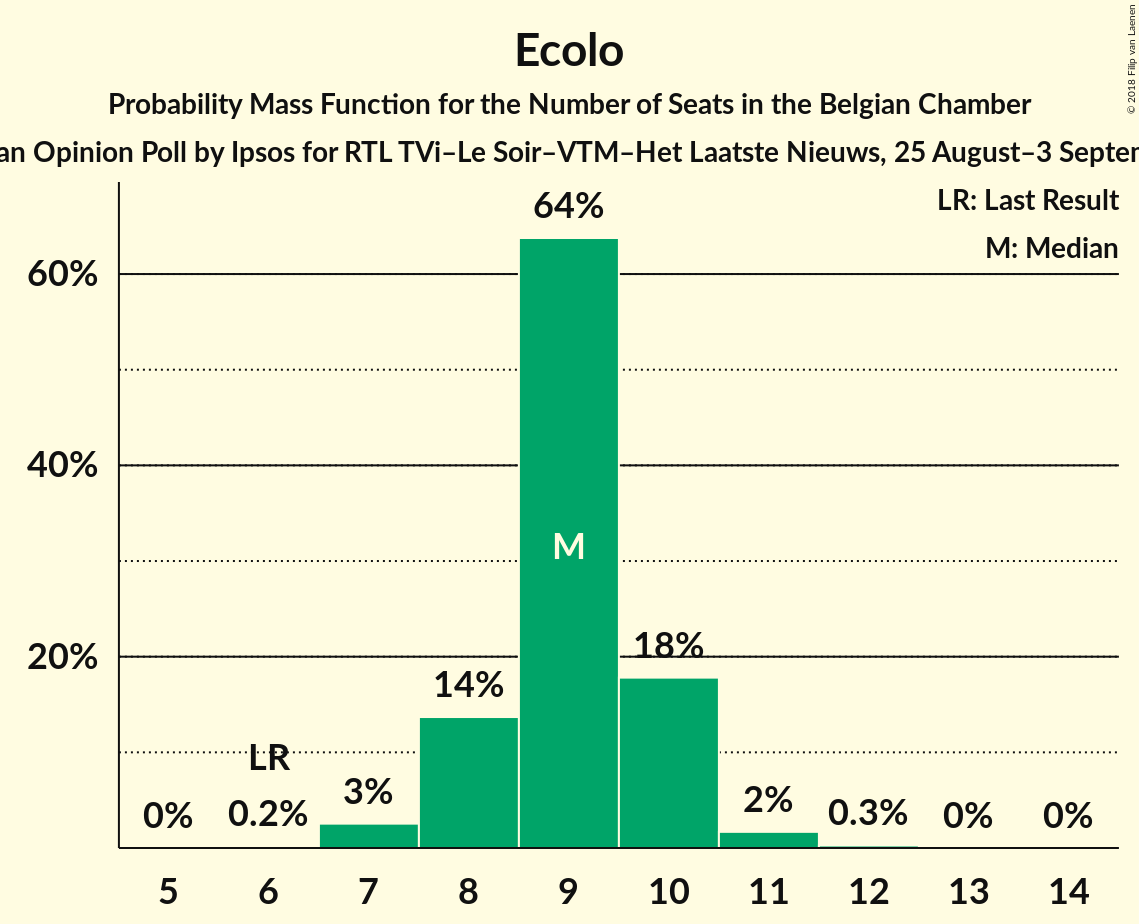 Ecolo
Probability Mass Function for the Number of Seats in the Belgian Chamber
an Opinion Poll by Ipsos for RTL TVi–Le Soir–VTM–Het Laatste Nieuws, 25 August–3
© 2018 Filip van Laenen
LR: Last Result
M: Median
60%
40%
20%
0%
LR
0.2%
3%
14%
64%
M
18%
2%
0.3%
0%
0%
5 6 7 8 9 10 11 12 13 14